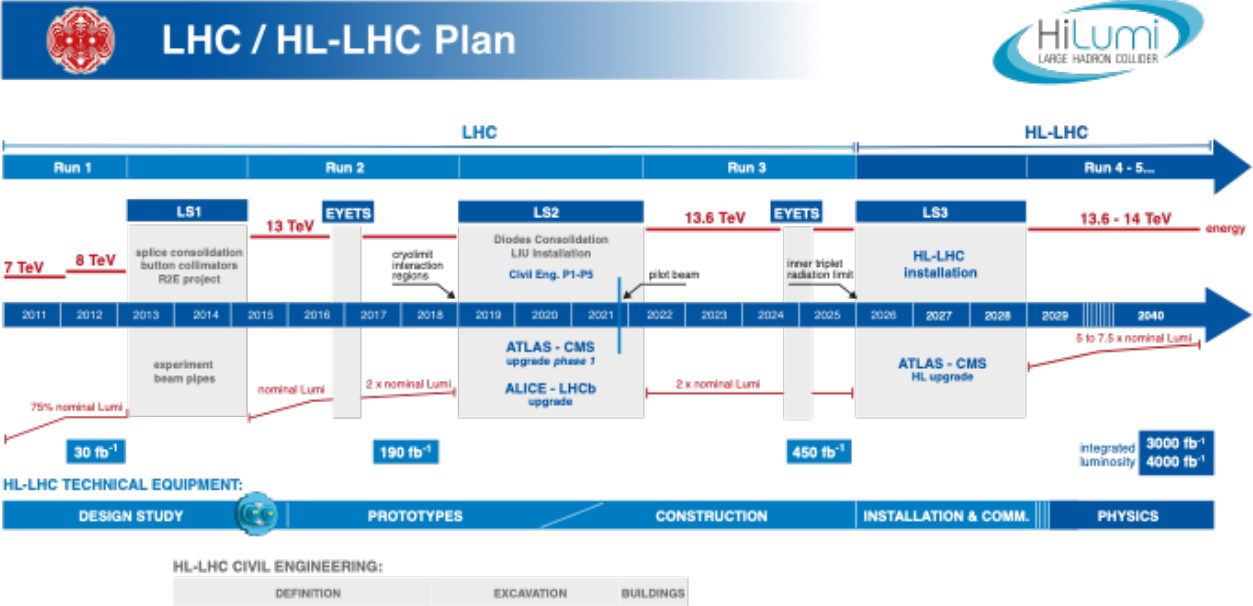 LHC / HL-LHC Plan
HiLumi
LARGE HADRON COLLIDER
LHC
HL-LHC
Run 1
Run 2
Run 3
Run 4 - 5...
LS1
EYETS
LS2
EYETS
LS3
7 TeV
8 TeV
13 TeV
13.6 TeV
13.6 - 14 TeV
energy
splice consolidation
button collimators
R2E project
cryolimit
interaction
regions
Diodes Consolidation
LIU Installation
Civil Eng. P1-P5
pilot beam
inner triplet
radiation limit
HL-LHC
installation
2011
2012
2013
2014
2015
2016
2017
2018
2019
2020
2021
2022
2023
2024
2025
2026
2027
2028
2029
2040
experiment
beam pipes
ATLAS - CMS
upgrade phase 1
ALICE - LHCb
upgrade
ATLAS - CMS
HL upgrade
75% nominal Lumi
nominal Lumi
2 x nominal Lumi
2 x nominal Lumi
5 to 7.5 x nominal Lumi
30 fb⁻¹
190 fb⁻¹
450 fb⁻¹
integrated
luminosity
3000 fb⁻¹
4000 fb⁻¹
HL-LHC TECHNICAL EQUIPMENT:
DESIGN STUDY
PROTOTYPES
CONSTRUCTION
INSTALLATION & COMM.
PHYSICS
HL-LHC CIVIL ENGINEERING:
DEFINITION
EXCAVATION
BUILDINGS